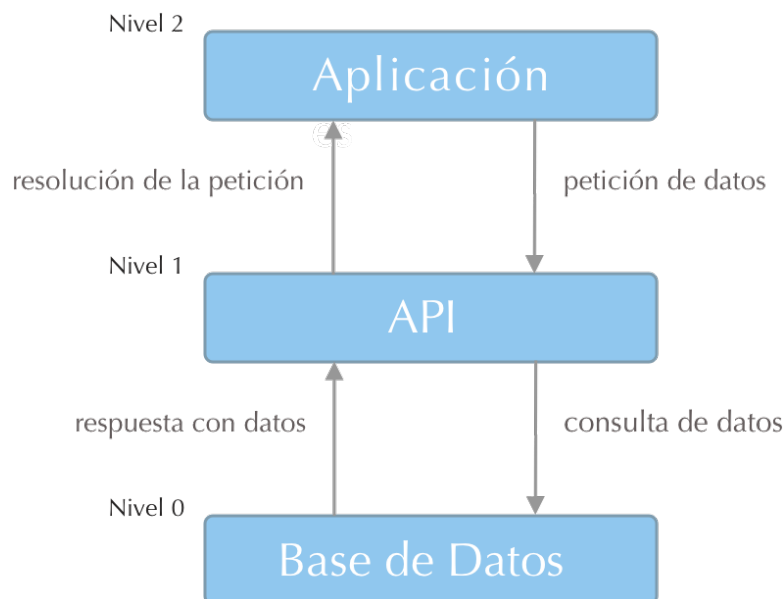 Nivel 2
Aplicación
resolución de la petición
petición de datos
Nivel 1
API
respuesta con datos
consulta de datos
Nivel 0
Base de Datos